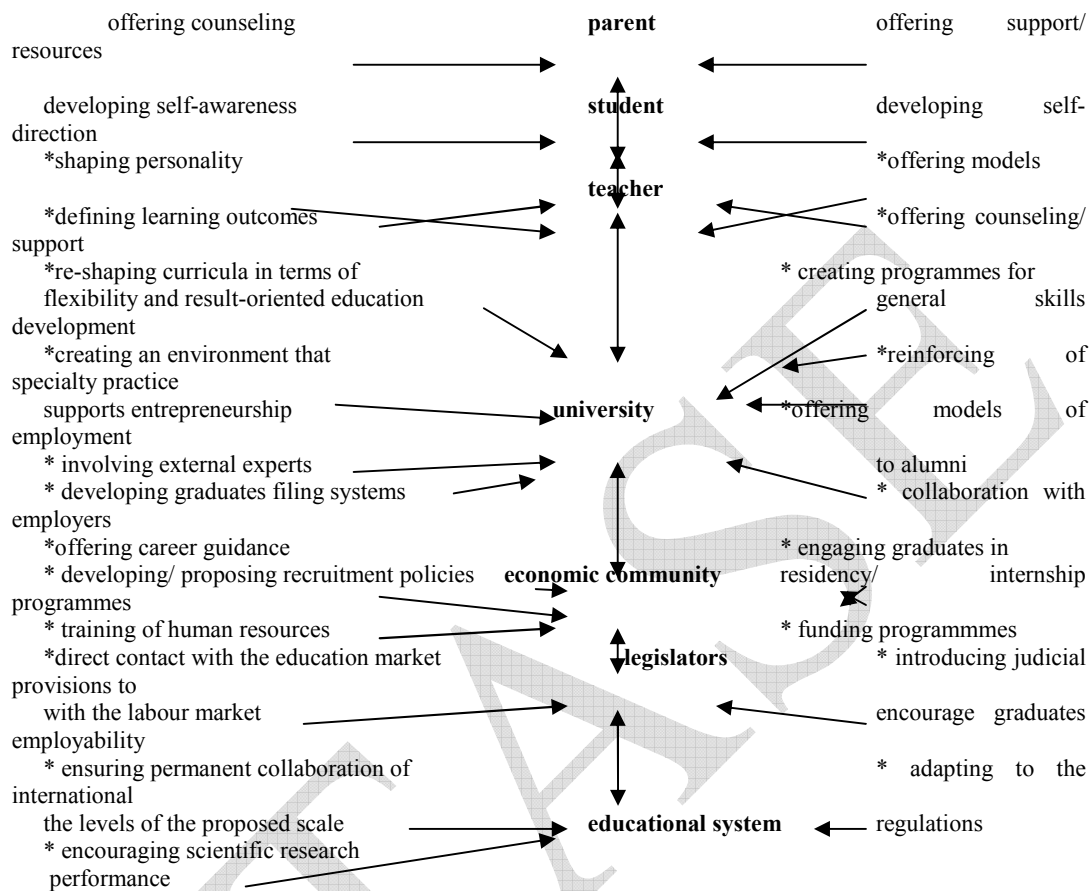 offering counseling parent offering support/
resources
developing self-awareness student developing self-
direction
*shaping personality *offering models
teacher
*defining learning outcomes *offering counseling/
support
*re-shaping curricula in terms of * creating programmes for
flexibility and result-oriented education general skills
development
*creating an environment that *reinforcing of
specialty practice
supports entrepreneurship university *offering models of
employment
* involving external experts to alumni
* developing graduates filing systems * collaboration with
employers
*offering career guidance * engaging graduates in
* developing/ proposing recruitment policies economic community residency/ internship
programmes
* training of human resources * funding programmmes
*direct contact with the education market legislators * introducing judicial
provisions to
with the labour market encourage graduates
employability
* ensuring permanent collaboration of * adapting to the
international
the levels of the proposed scale educational system regulations
* encouraging scientific research
performance